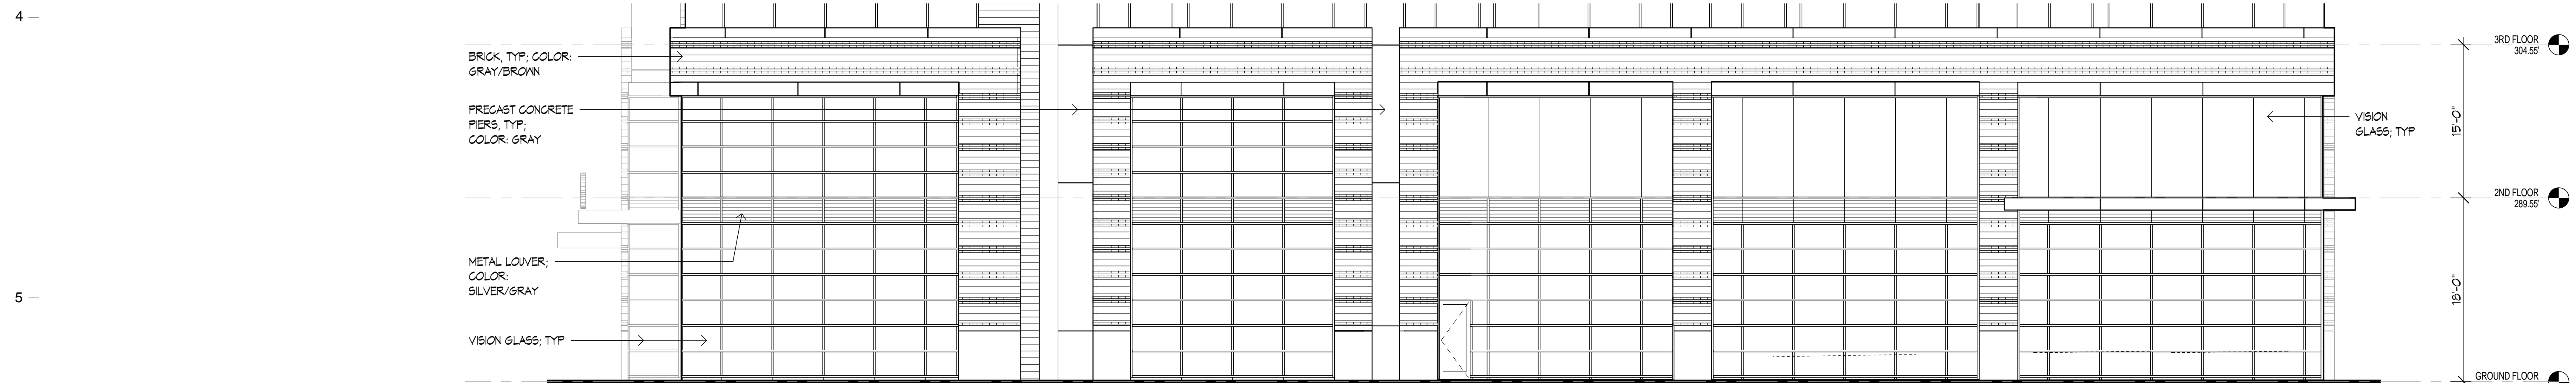 4
BRICK, TYP; COLOR:
GRAY/BROWN
PRECAST CONCRETE
PIERS, TYP;
COLOR: GRAY
METAL LOUVER;
COLOR:
SILVER/GRAY
5
VISION GLASS; TYP
VISION
GLASS; TYP
3RD FLOOR
304.55'
15'-0"
2ND FLOOR
289.55'
18'-0"
GROUND FLOOR